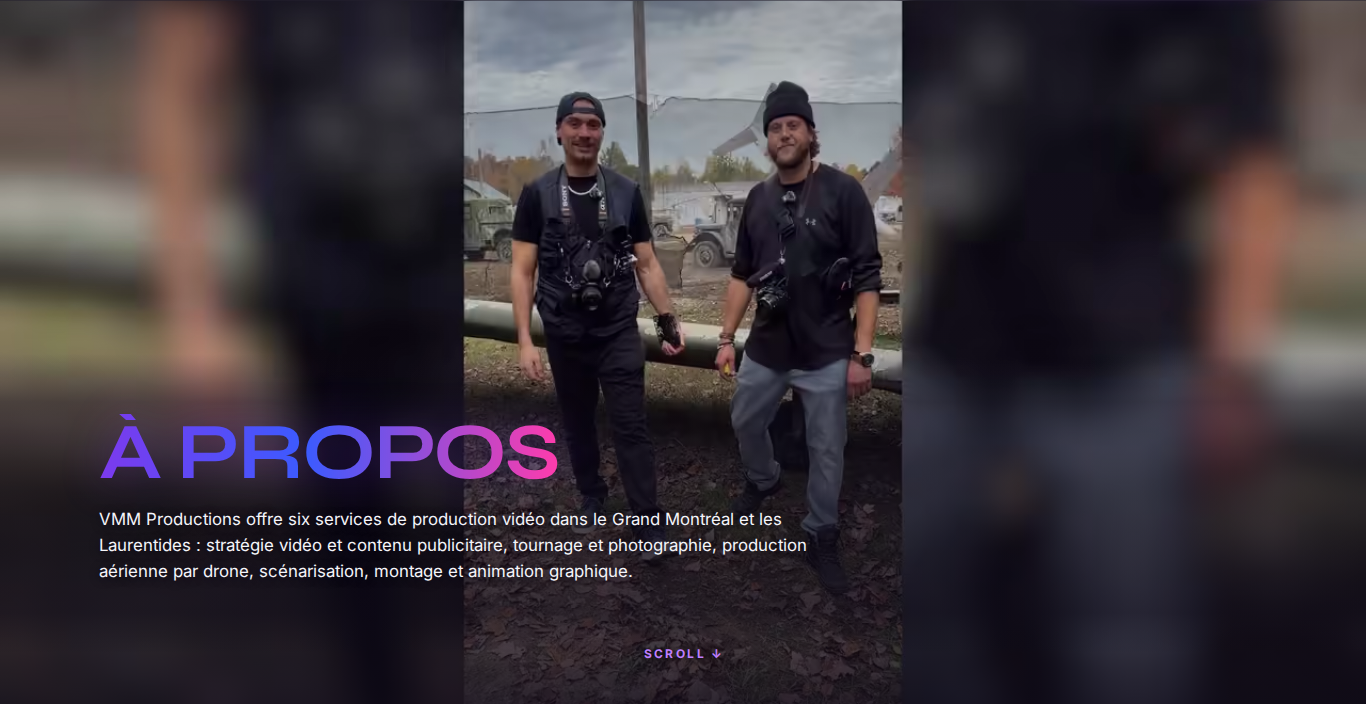 SONY
À PROPOS
VMM Productions offre six services de production vidéo dans le Grand Montréal et les
Laurentides : stratégie vidéo et contenu publicitaire, tournage et photographie, production
aérienne par drone, scénarisation, montage et animation graphique.
SCROLL ↓